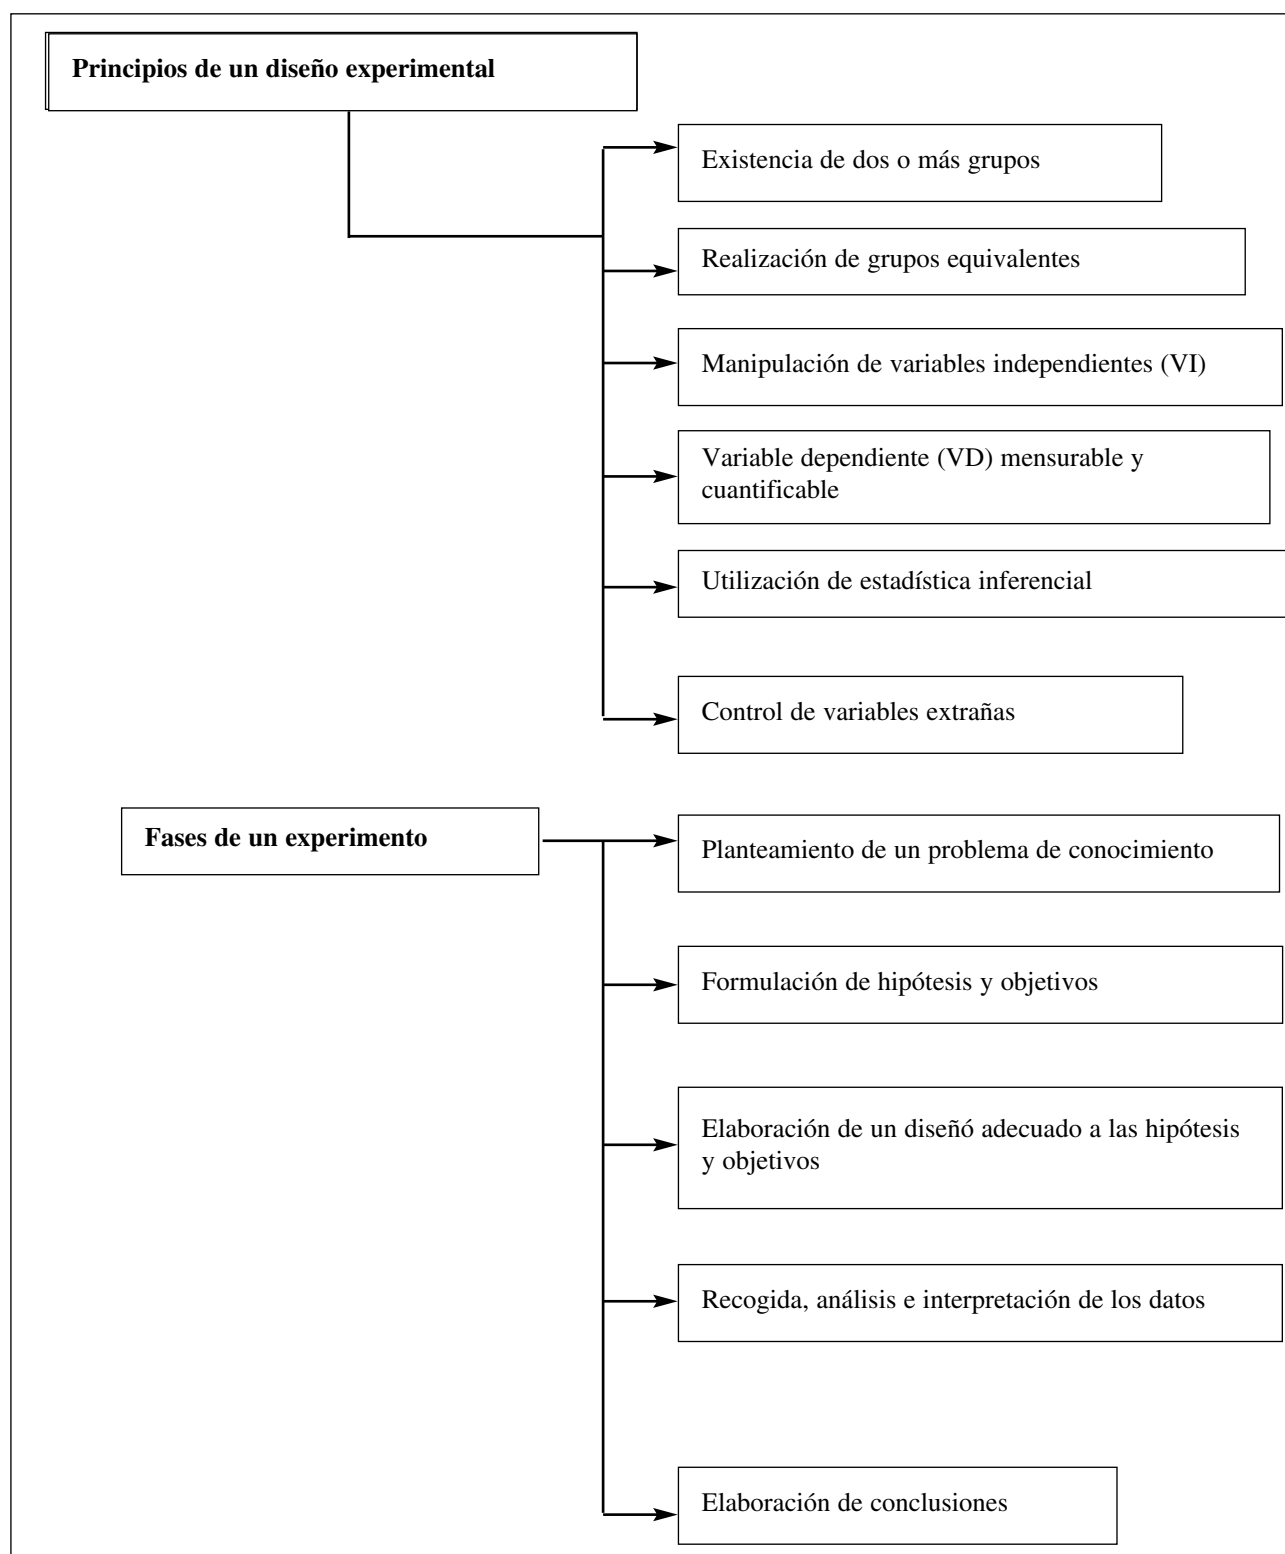 Principios de un diseño experimental
Existencia de dos o más grupos
Realización de grupos equivalentes
Manipulación de variables independientes (VI)
Variable dependiente (VD) mensurable y
cuantificable
Utilización de estadística inferencial
Control de variables extrañas
Fases de un experimento
Planteamiento de un problema de conocimiento
Formulación de hipótesis y objetivos
Elaboración de un diseñó adecuado a las hipótesis
y objetivos
Recogida, análisis e interpretación de los datos
Elaboración de conclusiones